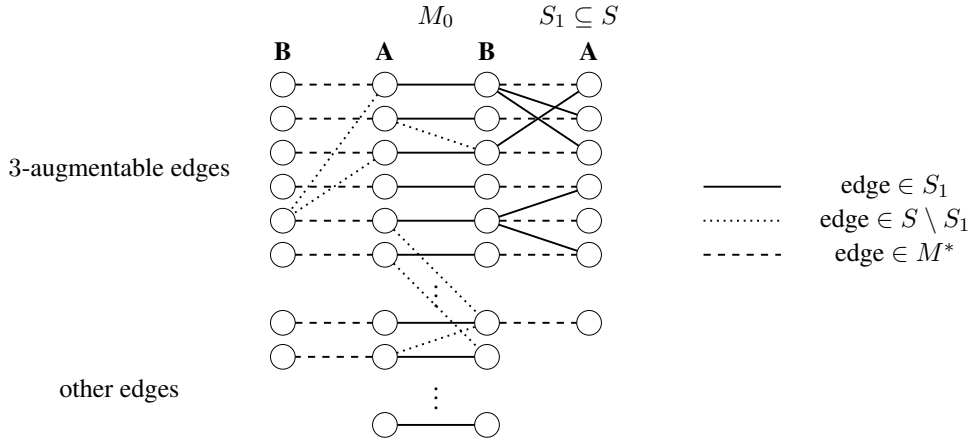 M₀ S₁ ⊆ S
B A B A
3-augmentable edges
edge ∈ S₁
edge ∈ S \ S₁
edge ∈ M*
⋮
other edges
⋮